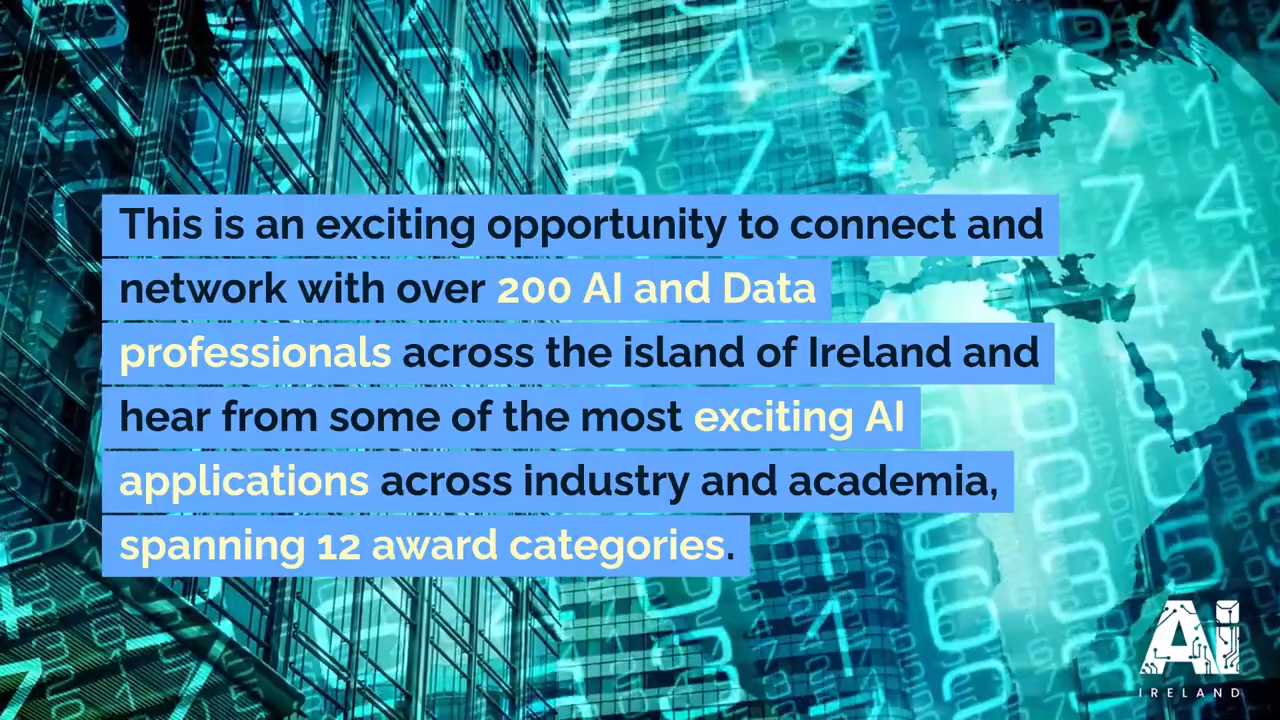 This is an exciting opportunity to connect and
network with over 200 AI and Data
professionals across the island of Ireland and
hear from some of the most exciting AI
applications across industry and academia,
spanning 12 award categories.
Ai
IRELAND